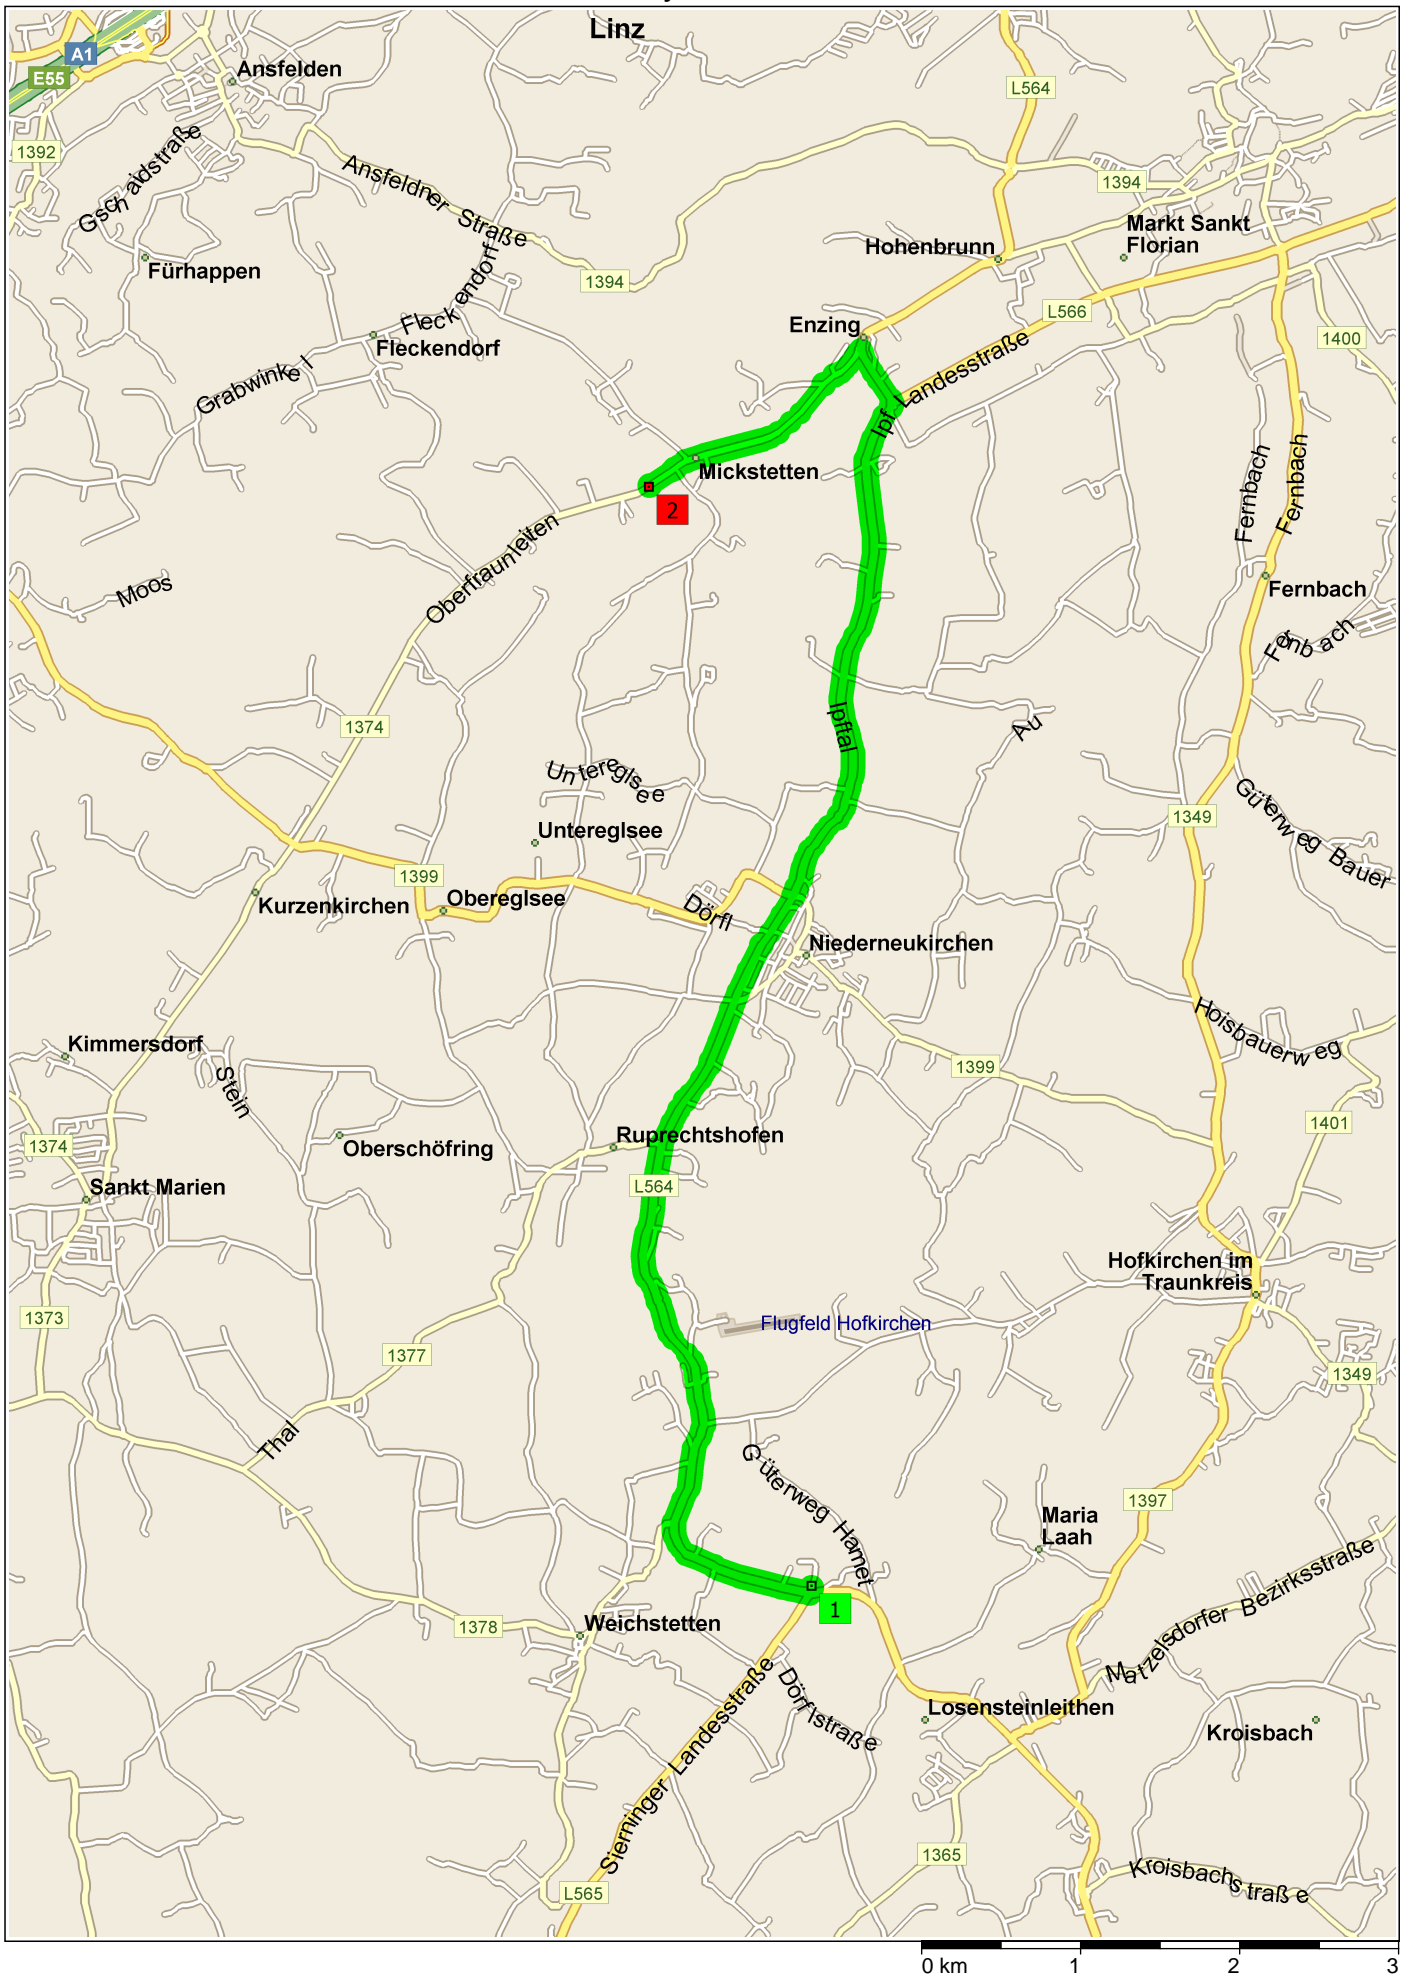 Linz
A1
E55
Ansfelden
L564
1392
Gschnaidstraße
Ansfeldner Straße
1394
Markt Sankt
Florian
Hohenbrunn
Fürhappen
1394
Fleckendorf
L566
Enzing
1400
Fleckendorf
Grabwinkel
Ipf Landesstraße
Mickstetten
2
Fernbach
Fernbach
Oberfraunleiten
Moos
Fernbach
Fernbach
Ipftal
1374
Au
Untereglsee
Güterweg Bauer
1349
Untereglsee
1399
Kurzenkirchen
Obereglsee
Dörfl
Niederneukirchen
Hoisbauerweg
Kimmersdorf
Stein
1399
1401
1374
Ruprechtshofen
Oberschöfring
Sankt Marien
L564
Hofkirchen im
Traunkreis
1373
Flugfeld Hofkirchen
1377
1349
Thal
Güterweg Hamet
1397
Maria
Laah
Matzelsdorfer Bezirksstraße
1
1378
Weichstetten
Dörflstraße
Losensteinleithen
Kroisbach
Sierninger Landesstraße
1365
Kroisbachstraße
L565
0 km 1 2 3